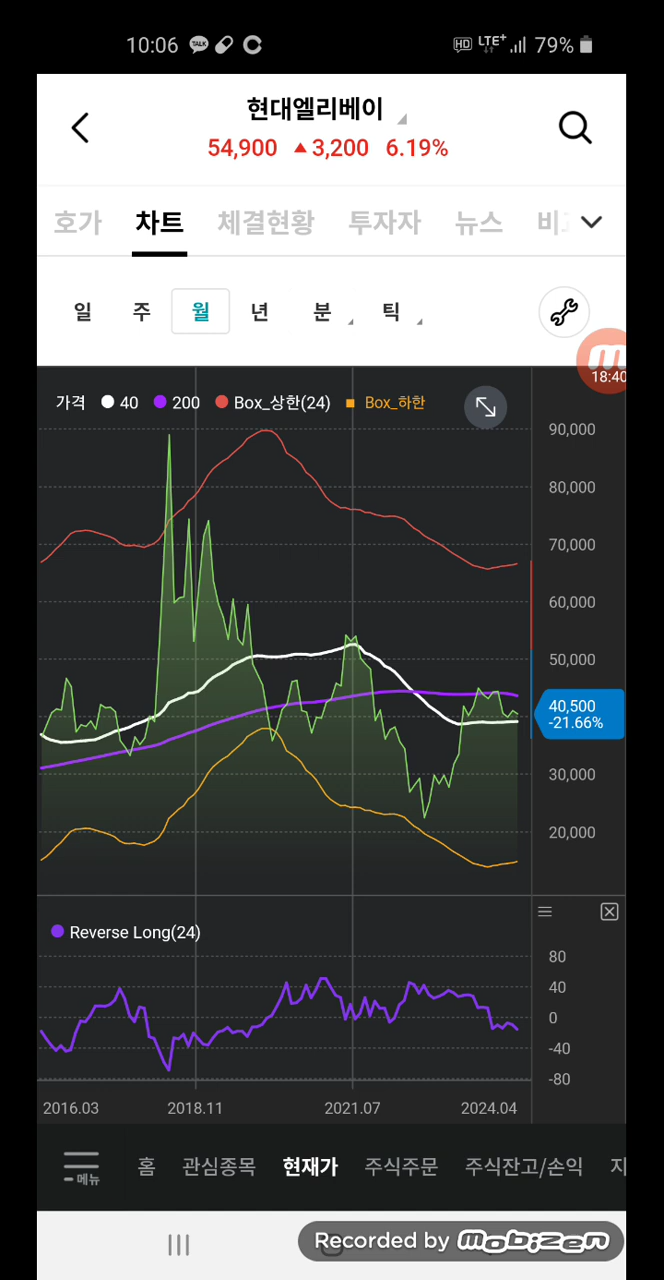 10:06 TALK HD LTE+ 79%
현대엘리베이
54,900 ▲3,200 6.19%
호가 차트 체결현황 투자자 뉴스
일 주 월 년 분 틱
18:40
가격 40 200 Box_상한(24) Box_하한
90,000
80,000
70,000
60,000
50,000
40,500
-21.66%
30,000
20,000
Reverse Long(24)
80
40
0
-40
-80
2016.03 2018.11 2021.07 2024.04
메뉴 홈 관심종목 현재가 주식주문 주식잔고/손익
Recorded by mobizen